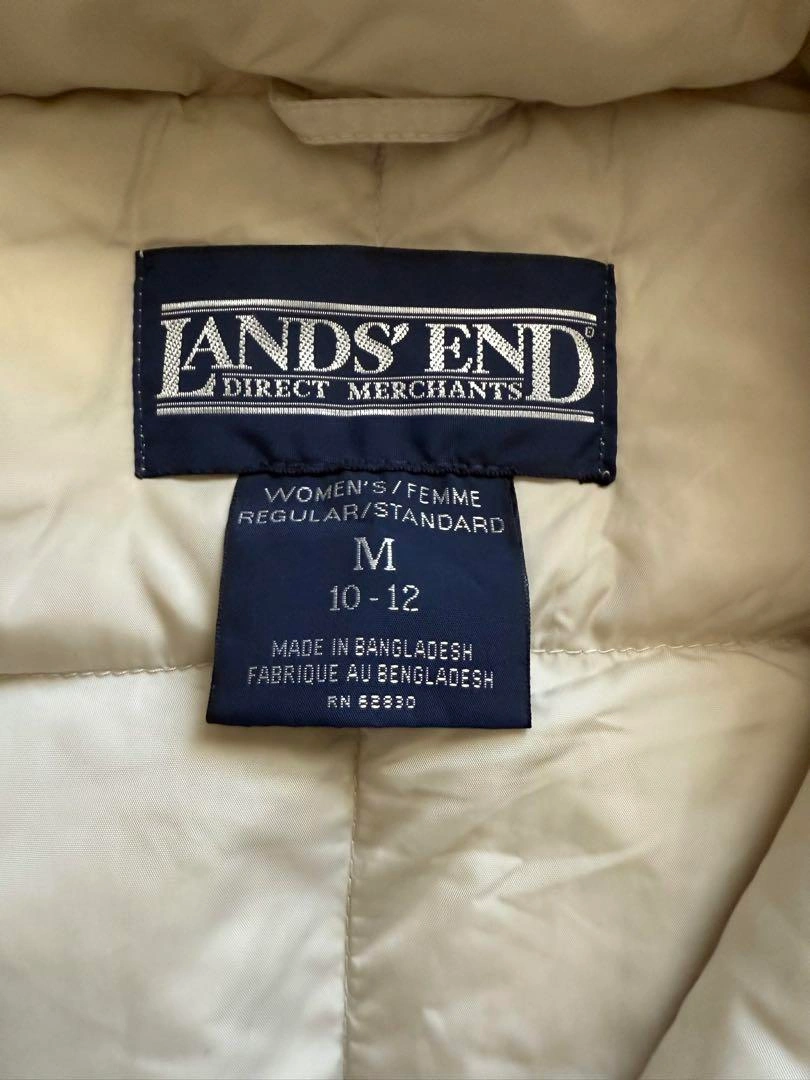 LANDS' END
DIRECT MERCHANTS
WOMEN'S/FEMME
REGULAR/STANDARD
M
10-12
MADE IN BANGLADESH
FABRIQUE AU BENGLADESH
RN 62830